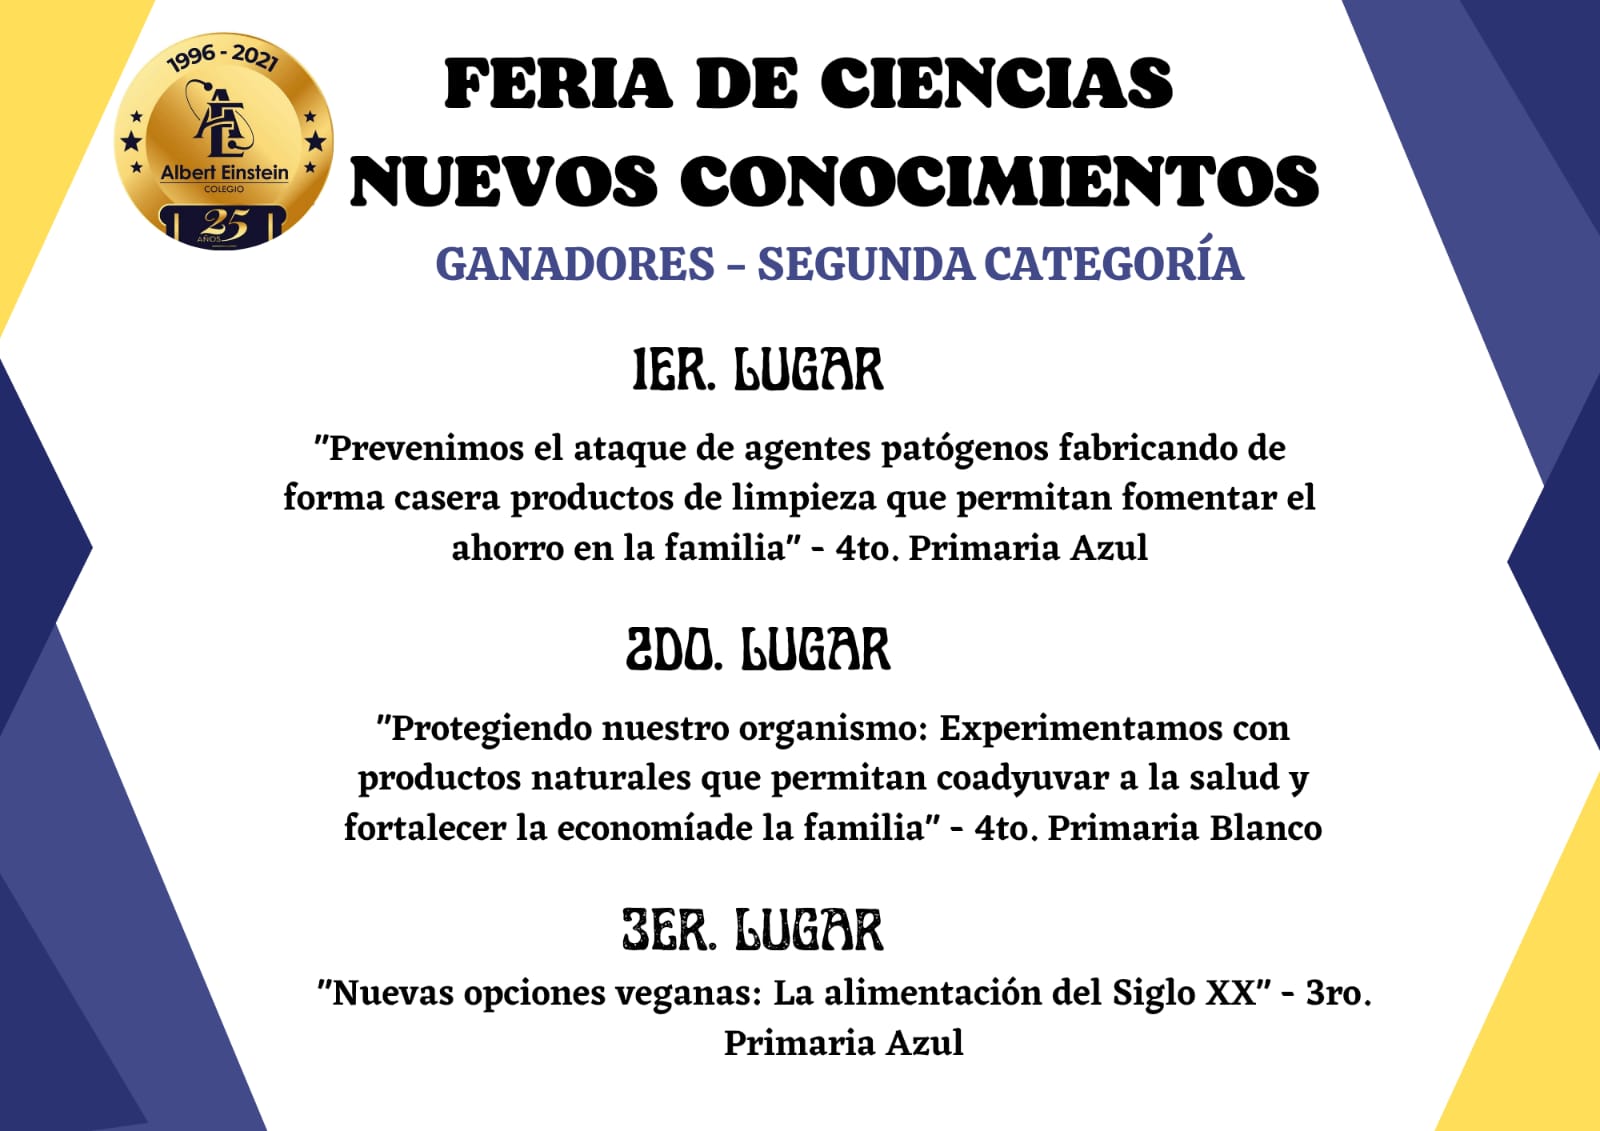 1996 - 2021
AE
Albert Einstein
COLEGIO
25
AÑOS
FERIA DE CIENCIAS
NUEVOS CONOCIMIENTOS
GANADORES - SEGUNDA CATEGORÍA
1ER. LUGAR
"Prevenimos el ataque de agentes patógenos fabricando de
forma casera productos de limpieza que permitan fomentar el
ahorro en la familia" - 4to. Primaria Azul
2DO. LUGAR
"Protegiendo nuestro organismo: Experimentamos con
productos naturales que permitan coadyuvar a la salud y
fortalecer la economíade la familia" - 4to. Primaria Blanco
3ER. LUGAR
"Nuevas opciones veganas: La alimentación del Siglo XX" - 3ro.
Primaria Azul